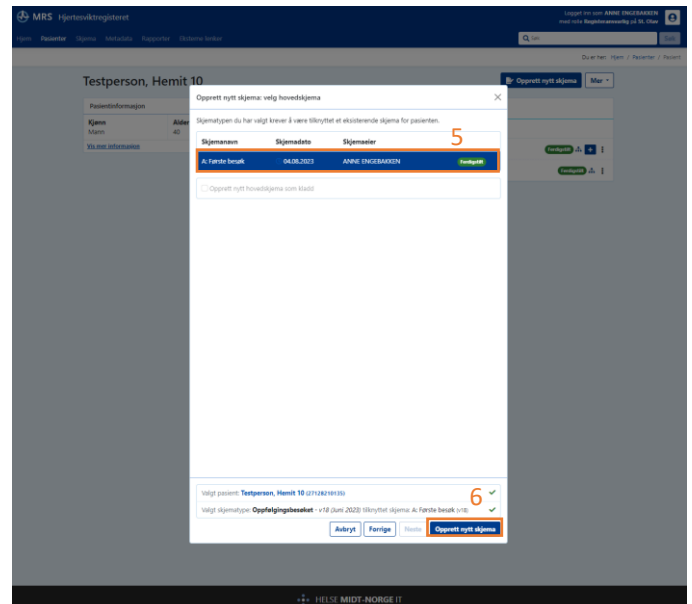 MRS Hjertesviktregisteret
Logget inn som ANNE ENGEBAKKEN
med rolle Registeransvarlig på St. Olav
Hjem Pasienter Skjema Metadata Rapporter Eksterne lenker
Søk
Du er her: Hjem / Pasienter / Pasient
Testperson, Hemit 10
Opprett nytt skjema Mer
Pasientinformasjon
Kjønn Alder
Mann 40
Vis mer informasjon
Ferdigstilt
Ferdigstilt
Opprett nytt skjema: velg hovedskjema
Skjematypen du har valgt krever å være tilknyttet et eksisterende skjema for pasienten.
5
Skjemanavn Skjemadato Skjemaeier
A: Første besøk 04.08.2023 ANNE ENGEBAKKEN Ferdigstilt
Opprett nytt hovedskjema som kladd
Valgt pasient: Testperson, Hemit 10 (27128210135)
6
Valgt skjematype: Oppfølgingsbesøket - v18 (Juni 2023) tilknyttet skjema: A: Første besøk (v18)
Avbryt Forrige Neste Opprett nytt skjema
HELSE MIDT-NORGE IT